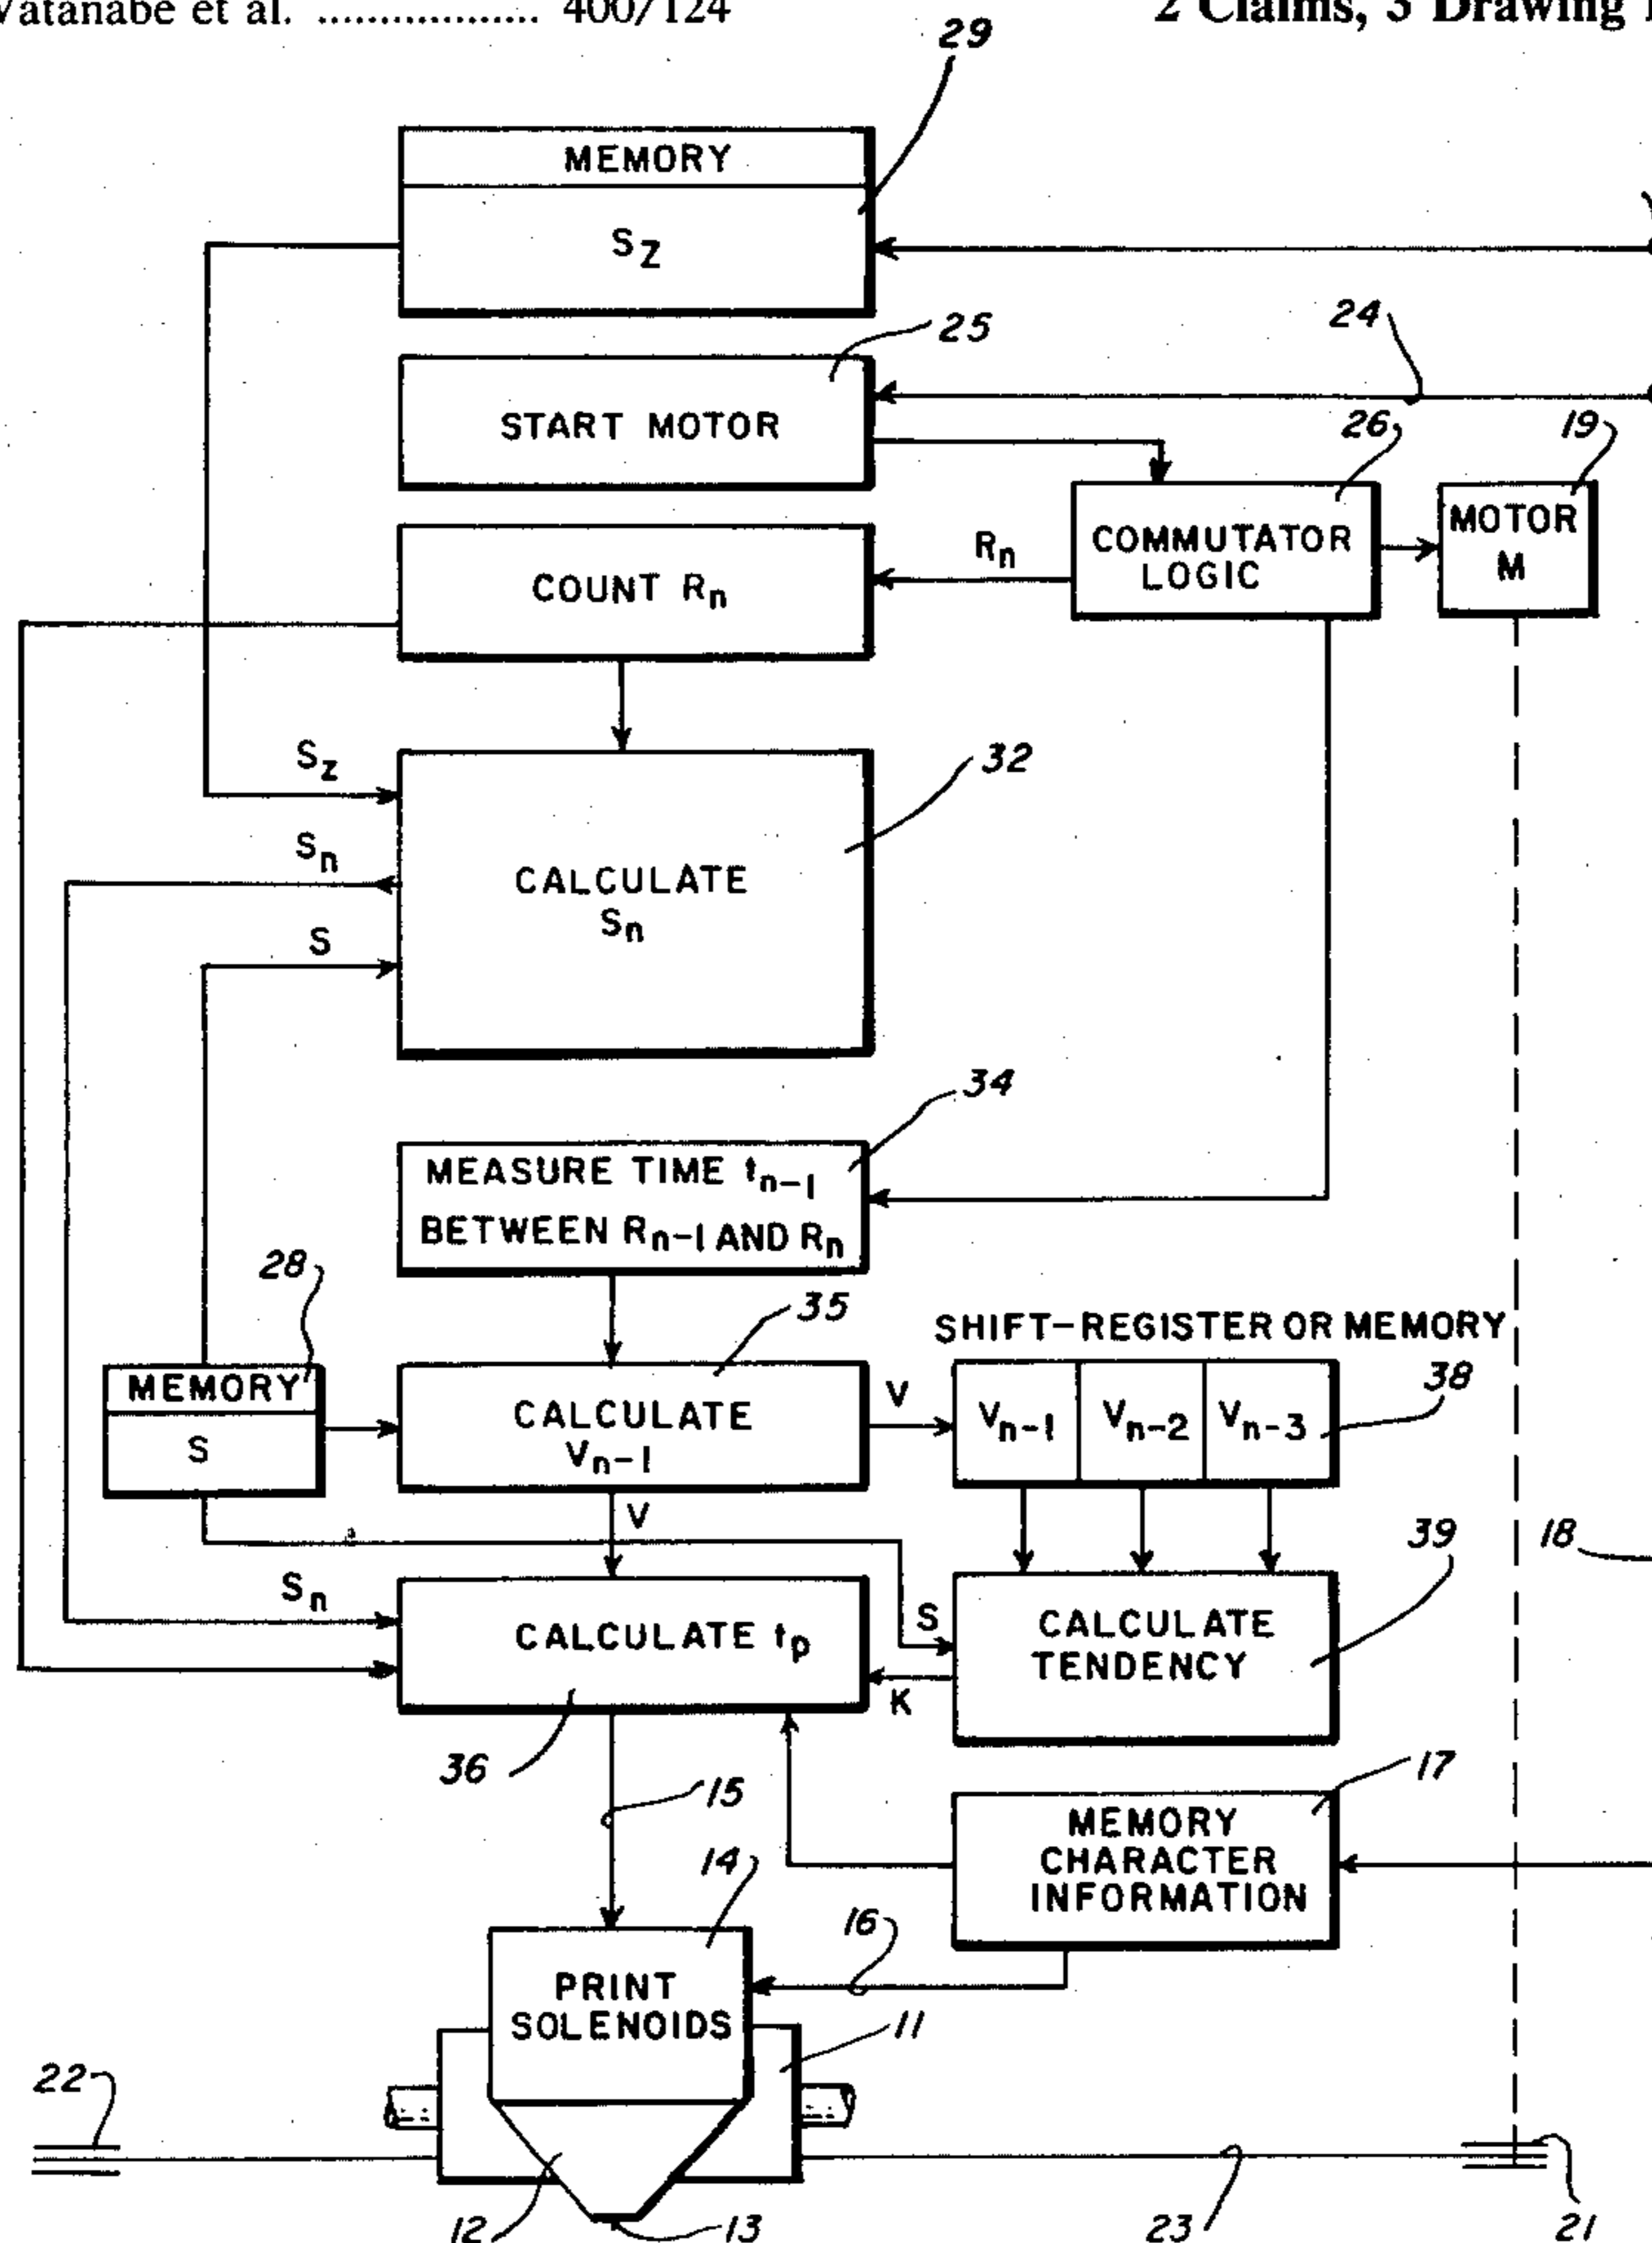 Vatanabe et al. .................. 400/124
2 Claims, 3 Drawing
29
MEMORY
Sz
25
24
START MOTOR
26
19
COMMUTATOR
LOGIC
MOTOR
M
Rn
COUNT Rn
Sz
32
Sn
CALCULATE
Sn
S
34
MEASURE TIME tn-1
BETWEEN Rn-1 AND Rn
28
35
SHIFT-REGISTER OR MEMORY
MEMORY
S
CALCULATE
Vn-1
V
Vn-1 Vn-2 Vn-3
38
V
39
18
Sn
CALCULATE tp
S
K
CALCULATE
TENDENCY
36
15
17
14
MEMORY
CHARACTER
INFORMATION
16
PRINT
SOLENOIDS
11
22
12
13
23
21